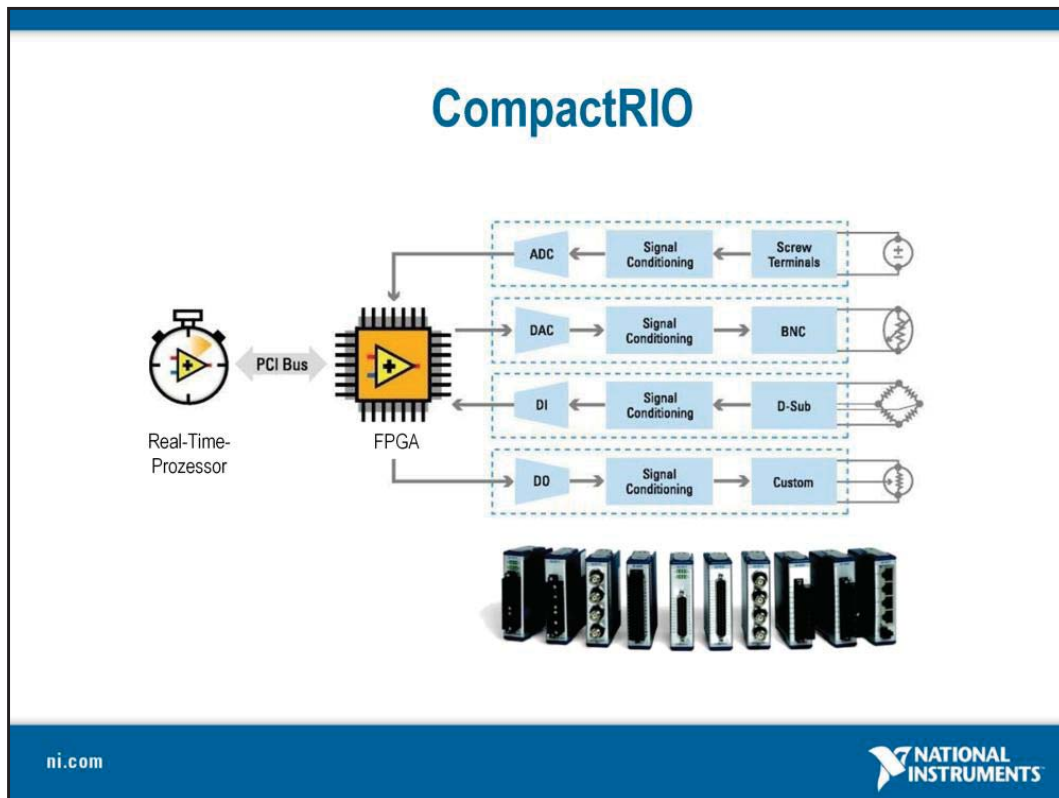 CompactRIO
ADC
Signal
Conditioning
Screw
Terminals
DAC
Signal
Conditioning
BNC
PCI Bus
DI
Signal
Conditioning
D-Sub
Real-Time-
Prozessor
FPGA
DO
Signal
Conditioning
Custom
ni.com
NATIONAL
INSTRUMENTS